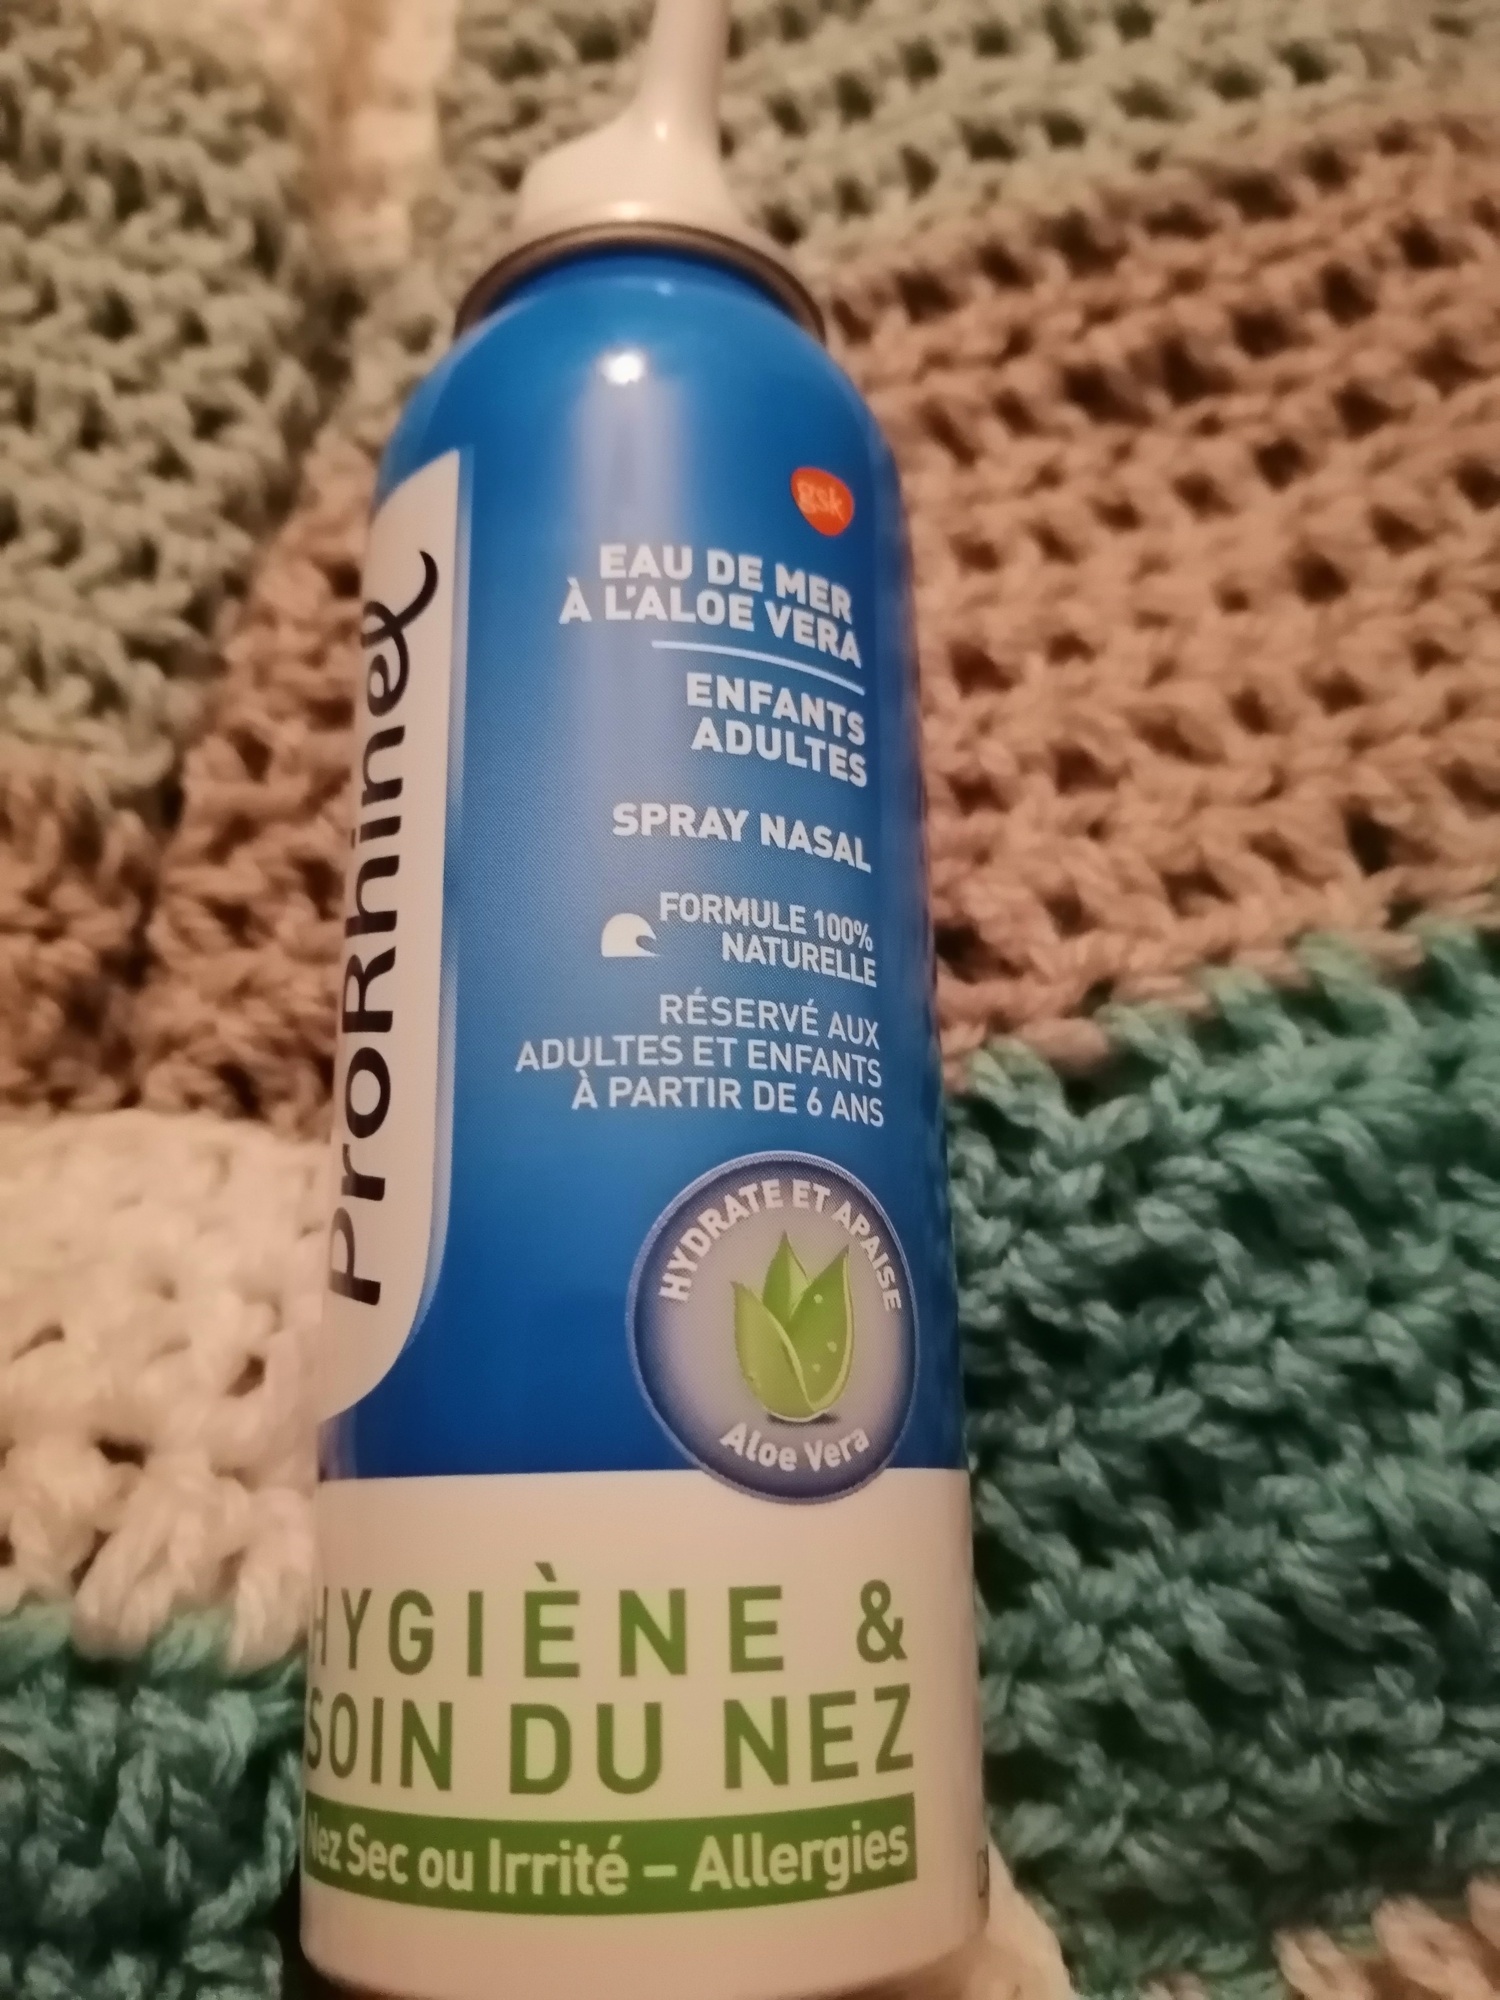 ProRhinel
gsk
EAU DE MER
À L'ALOE VERA
ENFANTS
ADULTES
SPRAY NASAL
FORMULE 100%
NATURELLE
RÉSERVÉ AUX
ADULTES ET ENFANTS
À PARTIR DE 6 ANS
HYDRATE ET APAISE
Aloe Vera
HYGIÈNE &
SOIN DU NEZ
Nez Sec ou Irrité – Allergies